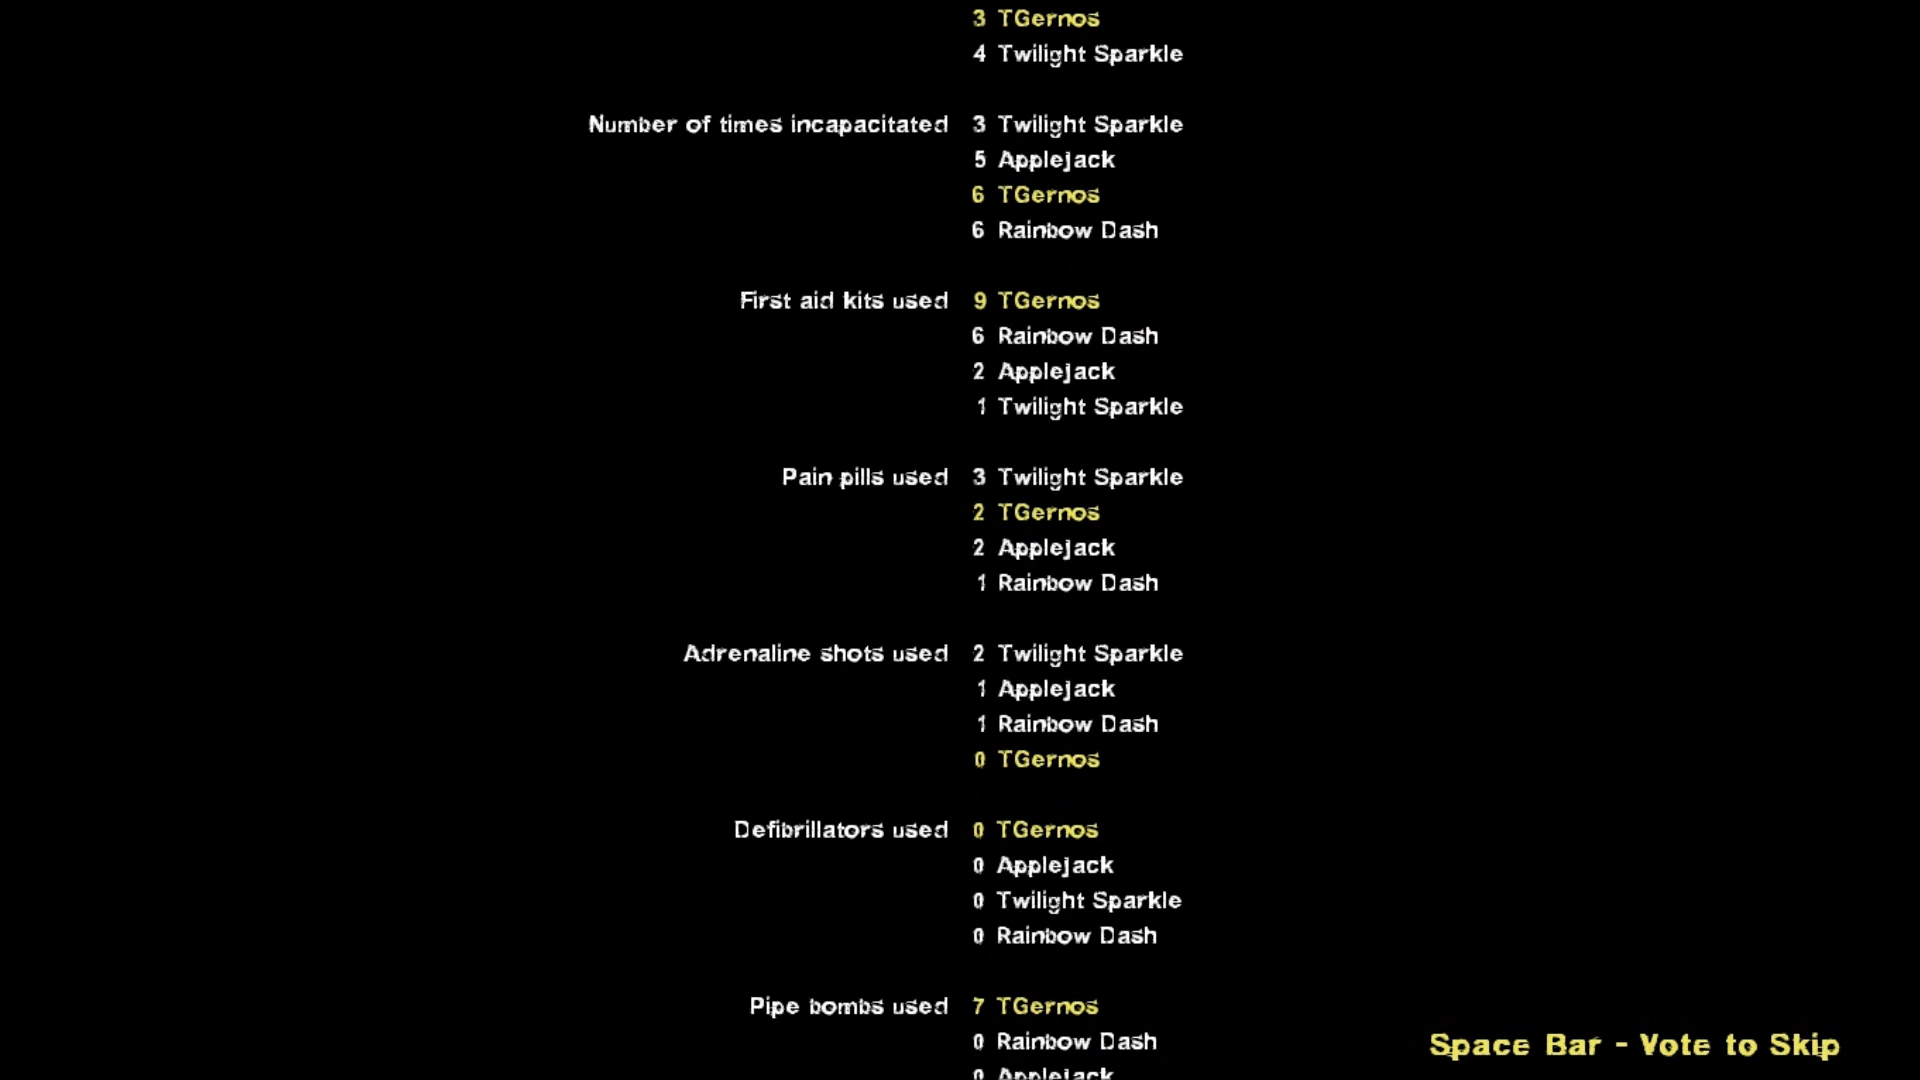 3 TGernos
4 Twilight Sparkle
Number of times incapacitated 3 Twilight Sparkle
5 Applejack
6 TGernos
6 Rainbow Dash
First aid kits used 9 TGernos
6 Rainbow Dash
2 Applejack
1 Twilight Sparkle
Pain pills used 3 Twilight Sparkle
2 TGernos
2 Applejack
1 Rainbow Dash
Adrenaline shots used 2 Twilight Sparkle
1 Applejack
1 Rainbow Dash
0 TGernos
Defibrillators used 0 TGernos
0 Applejack
0 Twilight Sparkle
0 Rainbow Dash
Pipe bombs used 7 TGernos
0 Rainbow Dash
0 Applejack
Space Bar - Vote to Skip